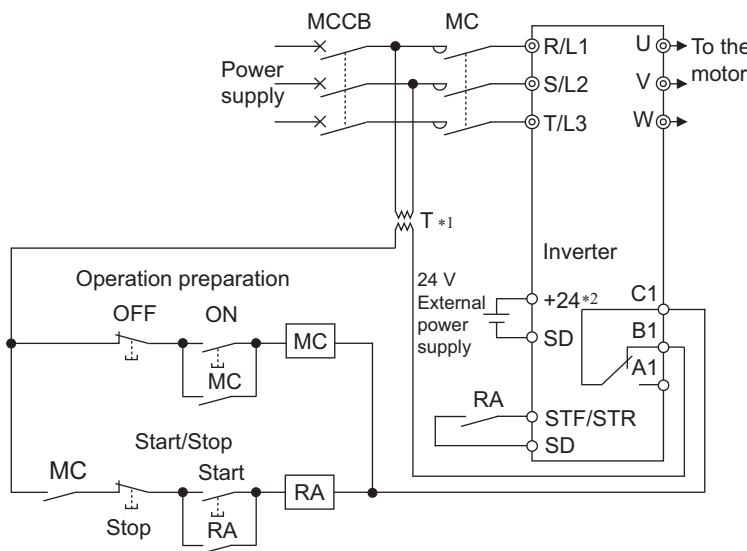 MCCB
MC
R/L1
U
To the
motor
Power
supply
S/L2
V
T/L3
W
T *1
Inverter
Operation preparation
24 V
External
power
supply
+24*2
SD
C1
B1
A1
OFF
ON
MC
MC
RA
STF/STR
SD
Start/Stop
MC
Start
Stop
RA
RA